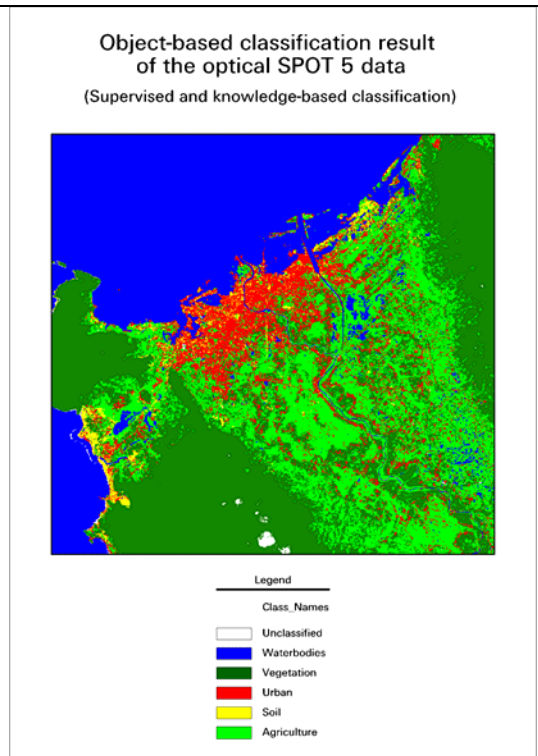 Object-based classification result
of the optical SPOT 5 data
(Supervised and knowledge-based classification)
Legend
Class_Names
Unclassified
Waterbodies
Vegetation
Urban
Soil
Agriculture